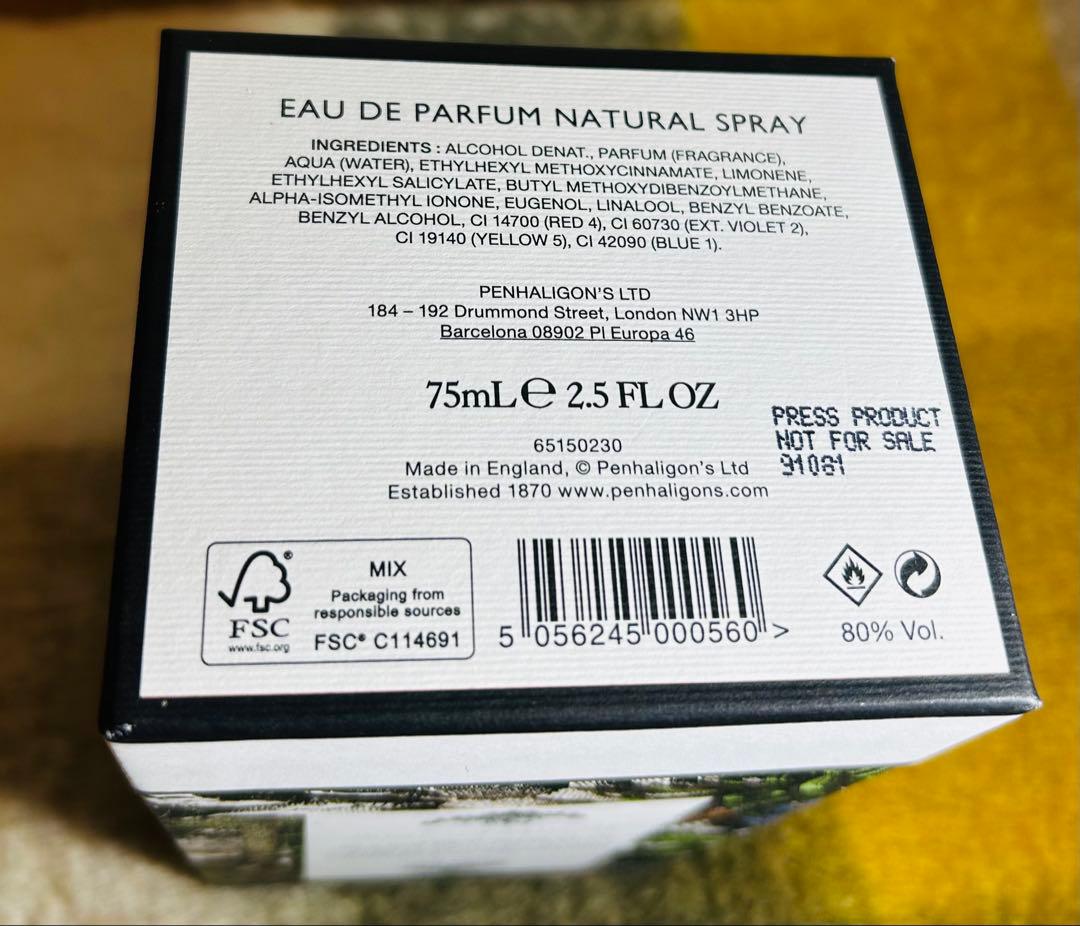 EAU DE PARFUM NATURAL SPRAY
INGREDIENTS : ALCOHOL DENAT., PARFUM (FRAGRANCE),
AQUA (WATER), ETHYLHEXYL METHOXYCINNAMATE, LIMONENE,
ETHYLHEXYL SALICYLATE, BUTYL METHOXYDIBENZOYLMETHANE,
ALPHA-ISOMETHYL IONONE, EUGENOL, LINALOOL, BENZYL BENZOATE,
BENZYL ALCOHOL, CI 14700 (RED 4), CI 60730 (EXT. VIOLET 2),
CI 19140 (YELLOW 5), CI 42090 (BLUE 1).
PENHALIGON'S LTD
184 – 192 Drummond Street, London NW1 3HP
Barcelona 08902 Pl Europa 46
75mL℮ 2.5 FL OZ
PRESS PRODUCT
NOT FOR SALE
91061
65150230
Made in England, © Penhaligon's Ltd
Established 1870 www.penhaligons.com
FSC®
www.fsc.org
MIX
Packaging from
responsible sources
FSC® C114691
5 056245 000560 >
80% Vol.